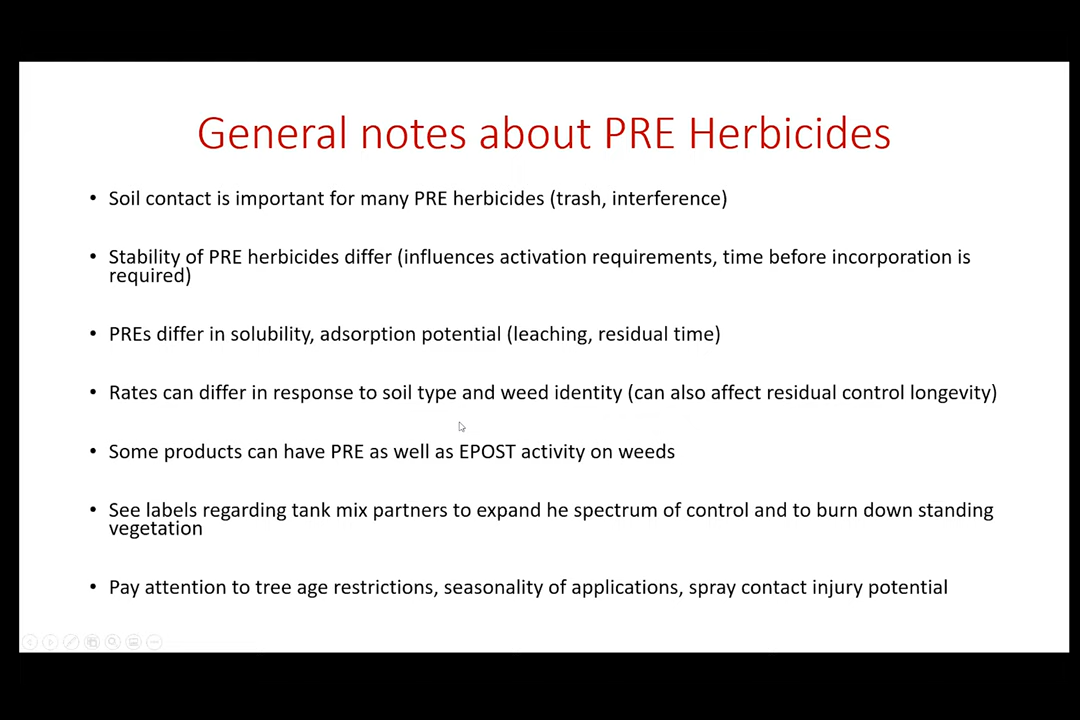 General notes about PRE Herbicides
• Soil contact is important for many PRE herbicides (trash, interference)
• Stability of PRE herbicides differ (influences activation requirements, time before incorporation is
required)
• PREs differ in solubility, adsorption potential (leaching, residual time)
• Rates can differ in response to soil type and weed identity (can also affect residual control longevity)
• Some products can have PRE as well as EPOST activity on weeds
• See labels regarding tank mix partners to expand he spectrum of control and to burn down standing
vegetation
• Pay attention to tree age restrictions, seasonality of applications, spray contact injury potential